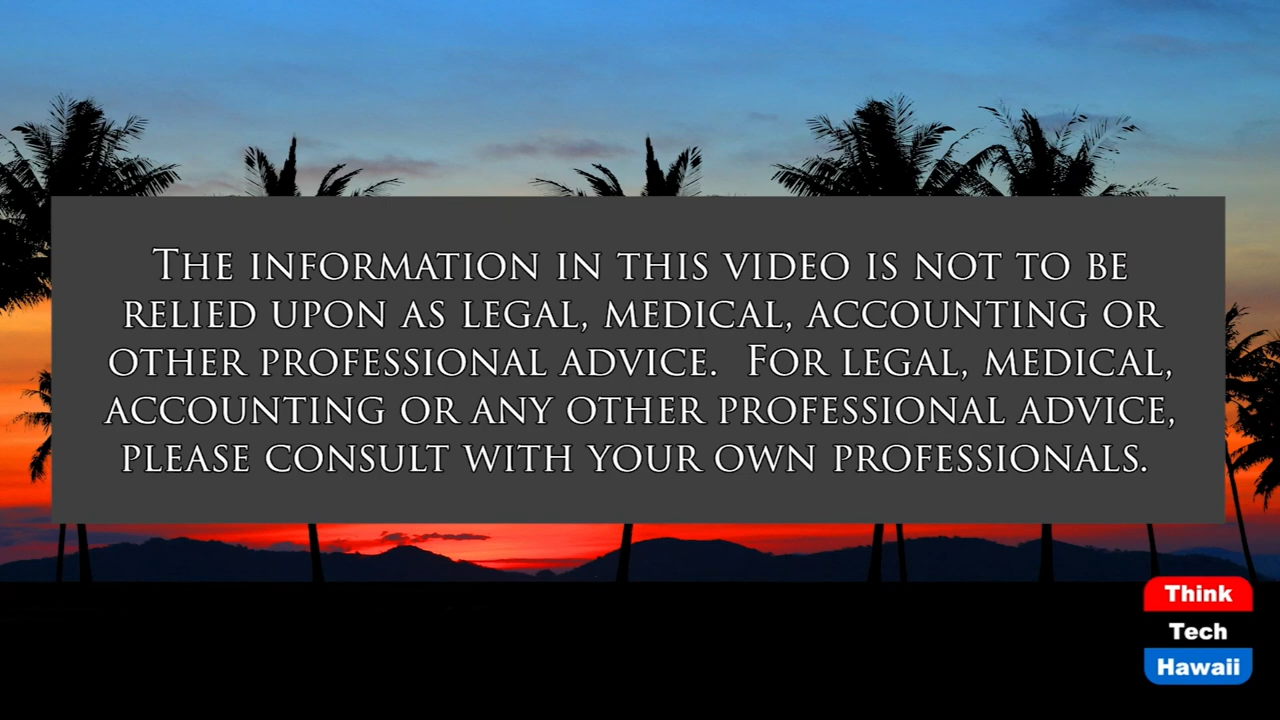 The information in this video is not to be
relied upon as legal, medical, accounting or
other professional advice.  For legal, medical,
accounting or any other professional advice,
please consult with your own professionals.
Think
Tech
Hawaii